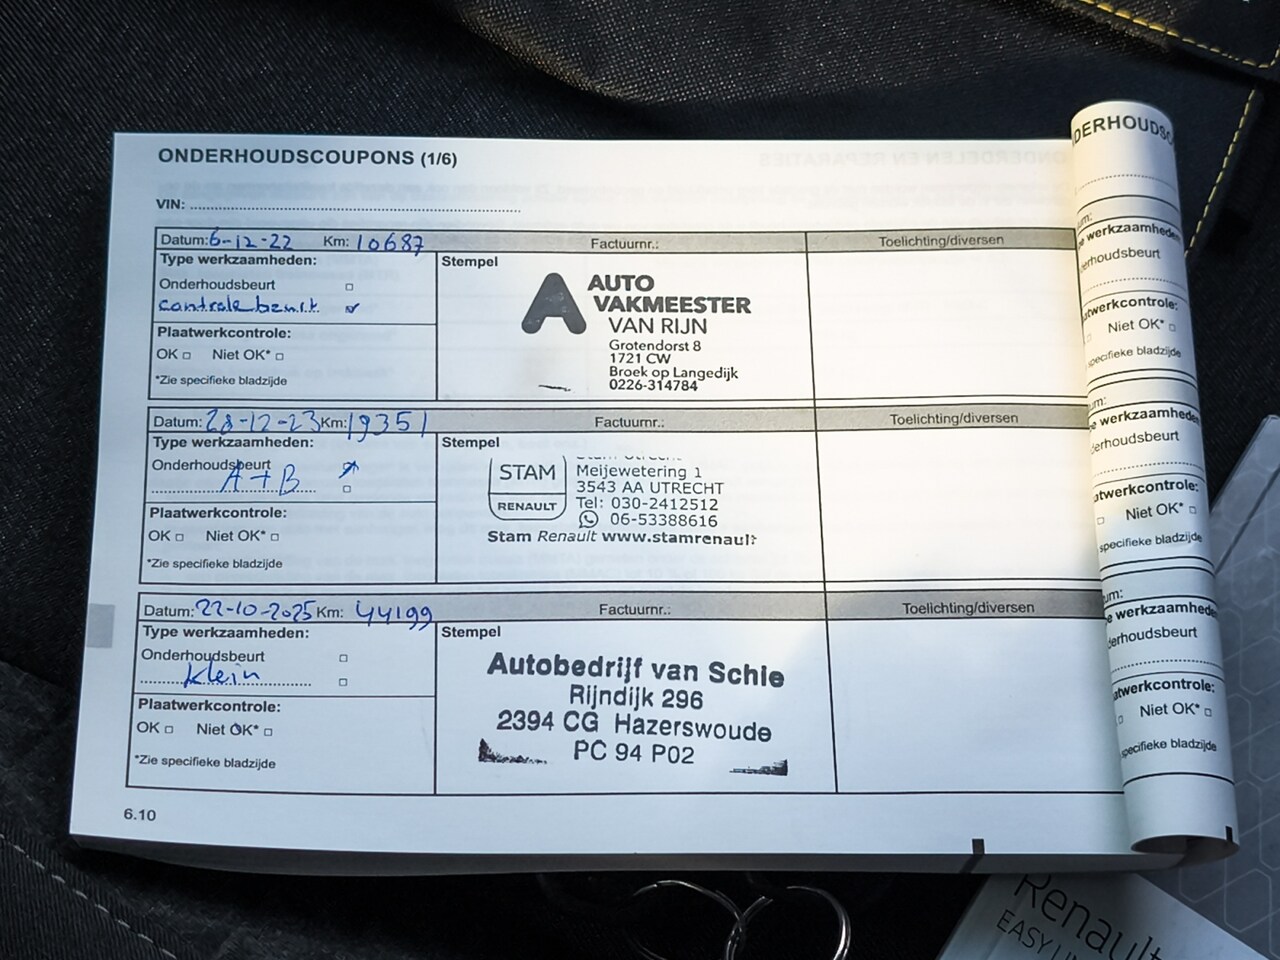 ONDERHOUDSCOUPONS (1/6)
VIN:
Datum: 6-12-22 Km: 10687 Factuurnr.: Toelichting/diversen
Type werkzaamheden:
Onderhoudsbeurt
Plaatwerkcontrole:
OK Niet OK*
*Zie specifieke bladzijde
Stempel
AUTO
VAKMEESTER
VAN RIJN
Grotendorst 8
1721 CW
Broek op Langedijk
0226-314784
Datum: 28-12-23 Km: 19351 Factuurnr.: Toelichting/diversen
Type werkzaamheden:
Onderhoudsbeurt
A+B
Plaatwerkcontrole:
OK Niet OK*
*Zie specifieke bladzijde
Stempel
STAM
RENAULT
Meijewetering 1
3543 AA UTRECHT
Tel: 030-2412512
06-53388616
Stam Renault www.stamrenault
Datum: 22-10-2025 Km: 44199 Factuurnr.: Toelichting/diversen
Type werkzaamheden:
Onderhoudsbeurt
Klein
Plaatwerkcontrole:
OK Niet OK*
*Zie specifieke bladzijde
Stempel
Autobedrijf van Schie
Rijndijk 296
2394 CG Hazerswoude
PC 94 P02
6.10
Niet OK*
specifieke bladzijde
Niet OK*
specifieke bladzijde
Niet OK*
specifieke bladzijde
Renault
EASY